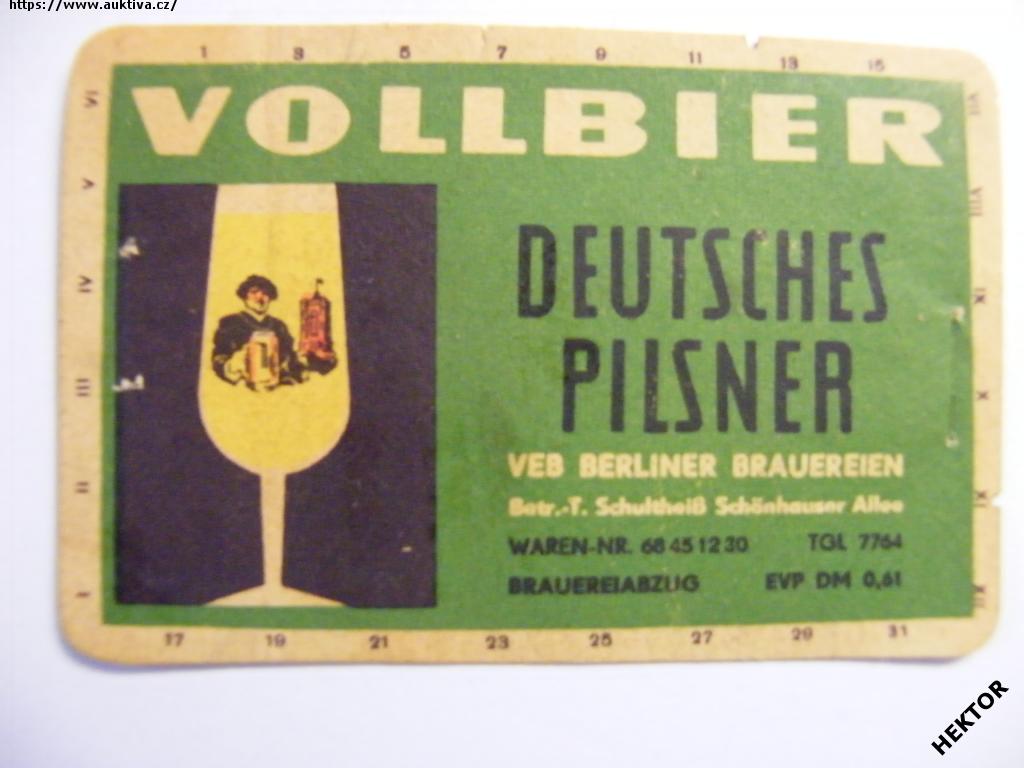 https://www.auktiva.cz/
1 3 5 7 9 11 13 15
VI
V
IV
III
II
I
VOLLBIER
DEUTSCHES
PILSNER
VEB BERLINER BRAUEREIEN
Betr.-T. Schultheiß Schönhauser Allee
WAREN-NR. 68 45 12 30 TGL 7764
BRAUEREIABZUG EVP DM 0,61
VII
VIII
IX
X
XI
XII
17 19 21 23 25 27 29 31
HEKTOR